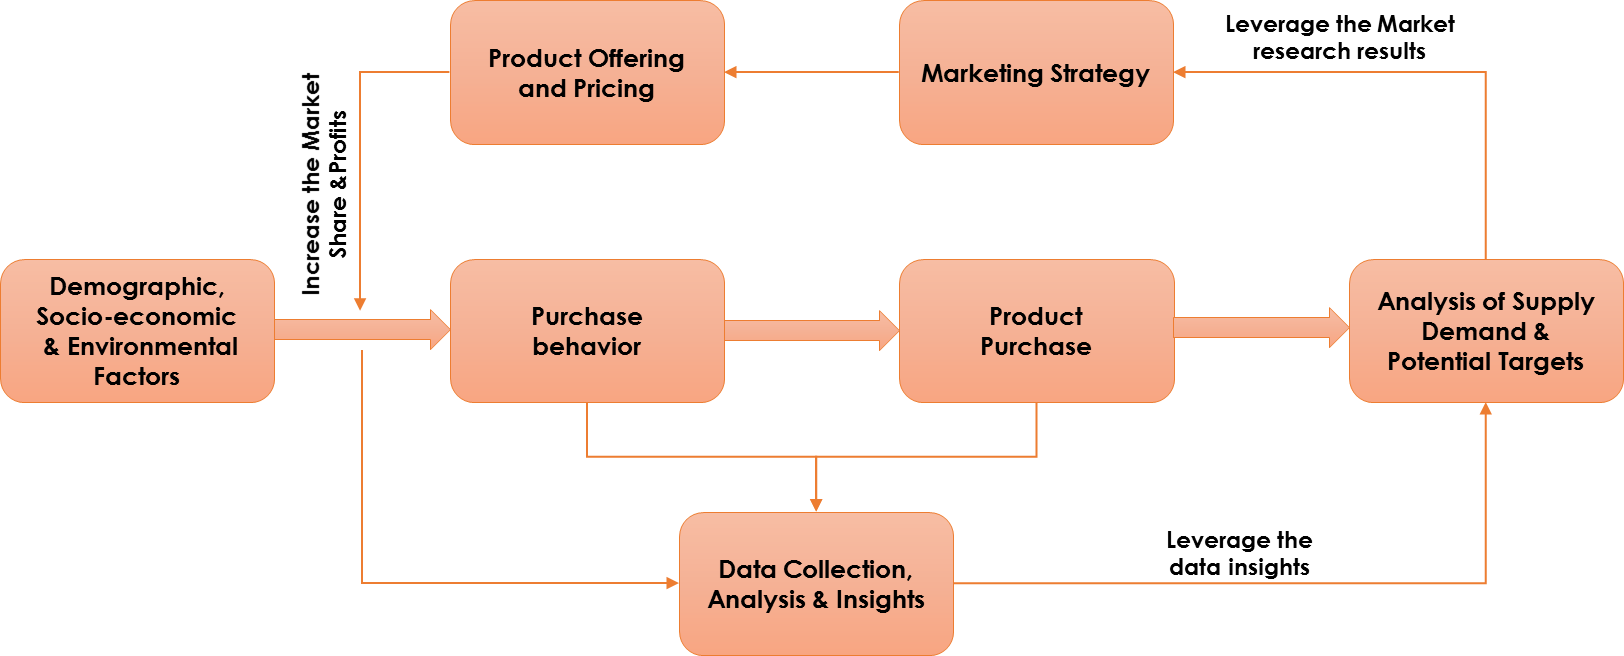 Product Offering
and Pricing
Marketing Strategy
Leverage the Market
research results
Increase the Market
Share & Profits
Demographic,
Socio-economic
& Environmental
Factors
Purchase
behavior
Product
Purchase
Analysis of Supply
Demand &
Potential Targets
Data Collection,
Analysis & Insights
Leverage the
data insights